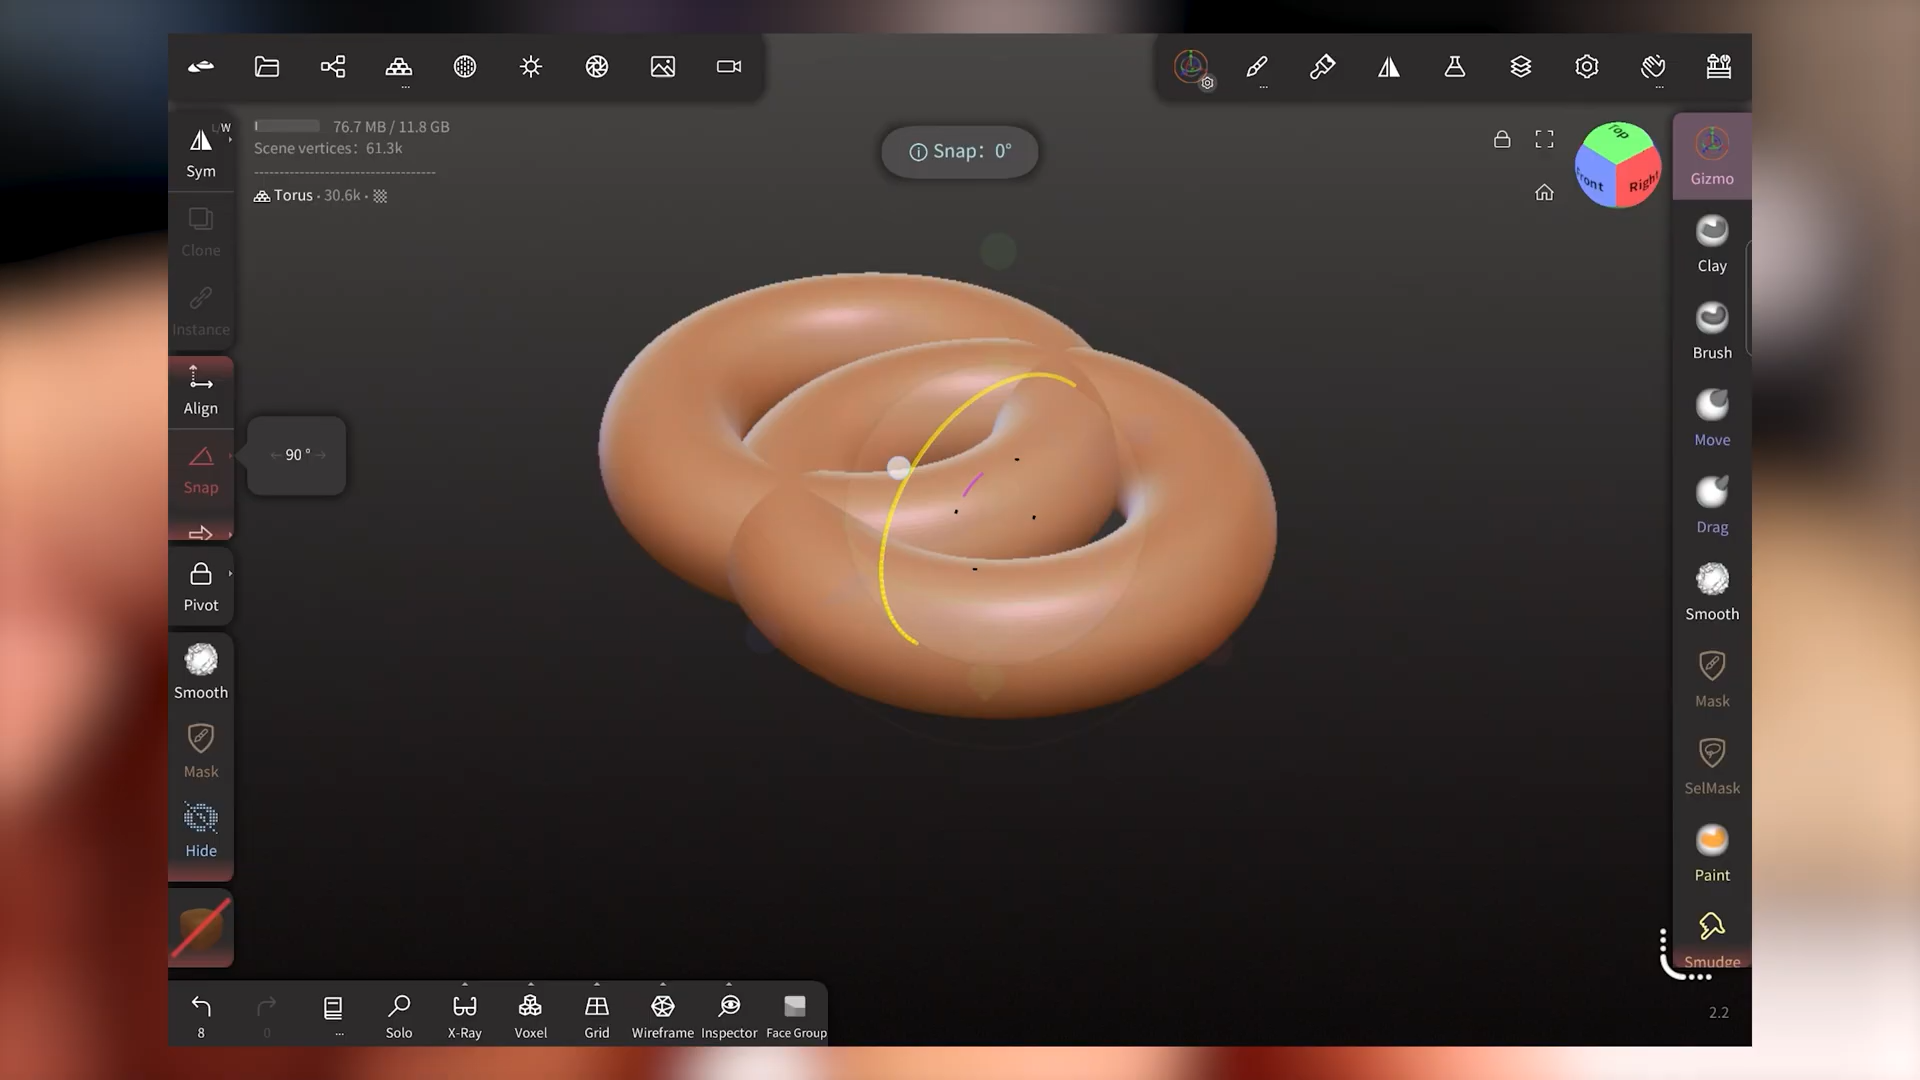 76.7 MB / 11.8 GB
Scene vertices: 61.3k
Torus · 30.6k ·
Snap: 0°
Top
Front
Right
L/W
Sym
Clone
Instance
Align
Snap
90 °
Pivot
Smooth
Mask
Hide
Gizmo
Clay
Brush
Move
Drag
Smooth
Mask
SelMask
Paint
Smudge
8
0
...
Solo
X-Ray
Voxel
Grid
Wireframe
Inspector
Face Group
2.2